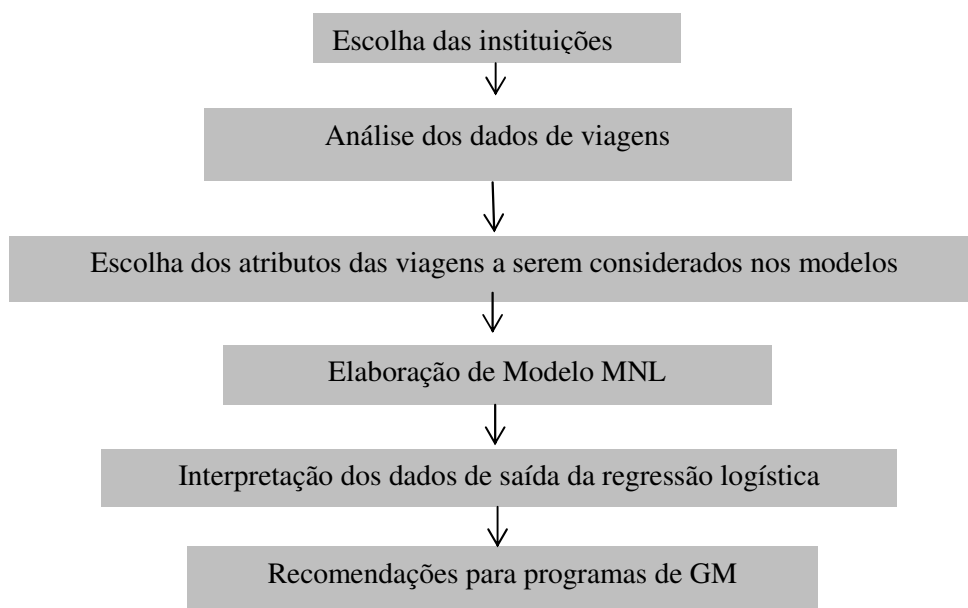 Escolha das instituições
Análise dos dados de viagens
Escolha dos atributos das viagens a serem considerados nos modelos
Elaboração de Modelo MNL
Interpretação dos dados de saída da regressão logística
Recomendações para programas de GM